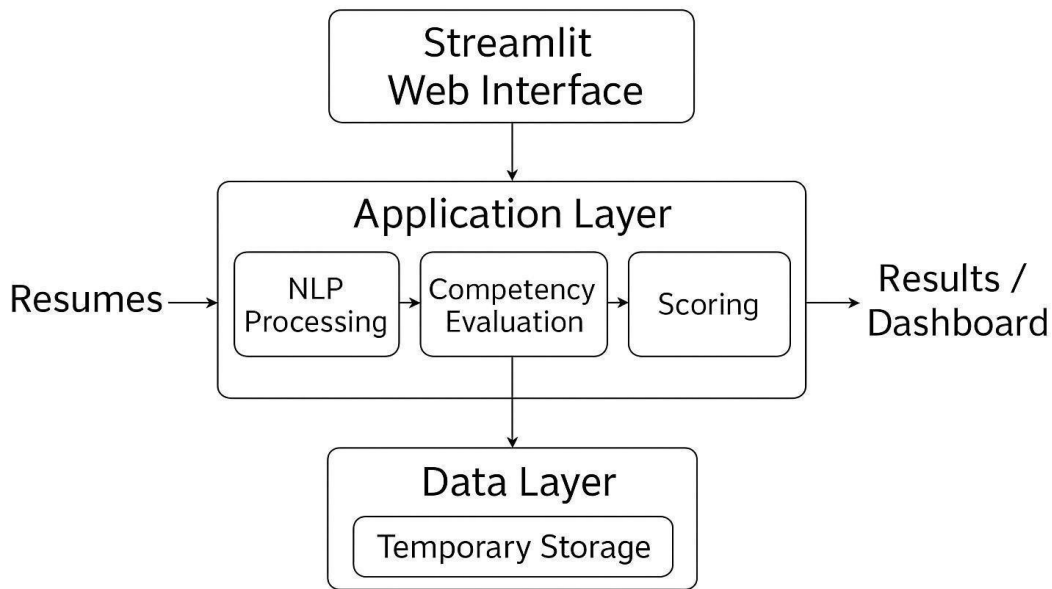 Streamlit
Web Interface
Application Layer
Resumes
NLP
Processing
Competency
Evaluation
Scoring
Results /
Dashboard
Data Layer
Temporary Storage